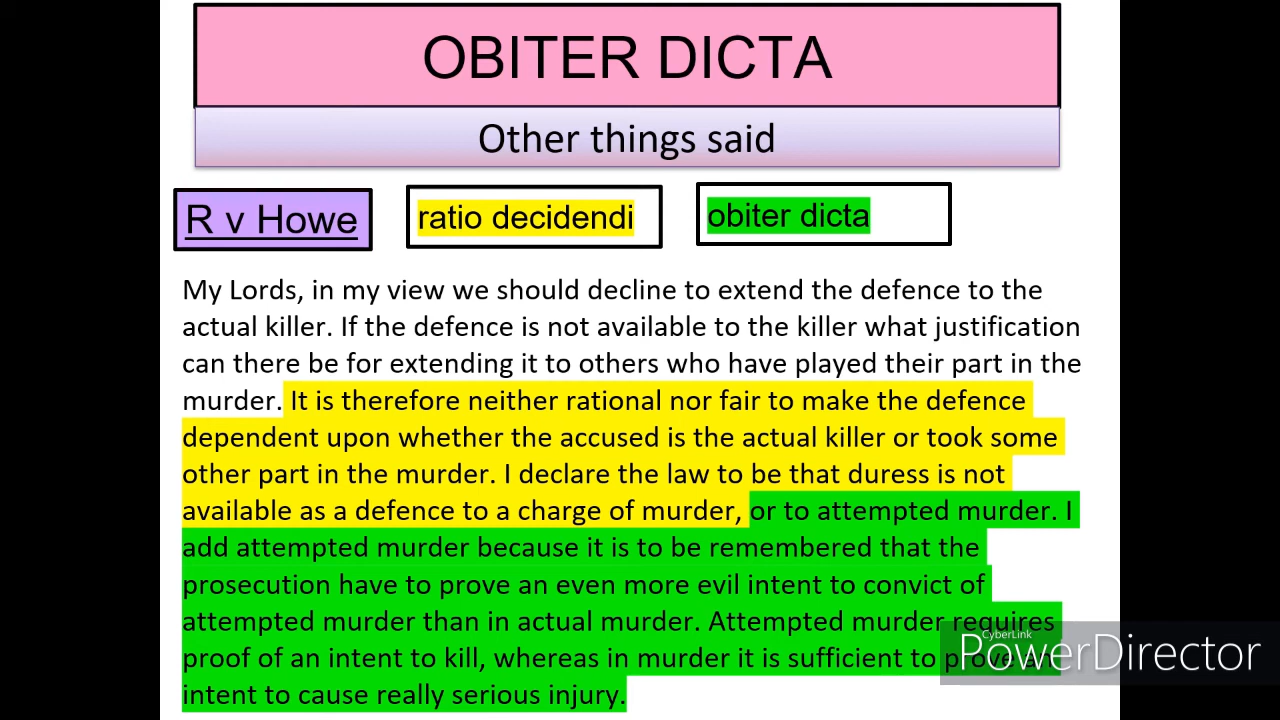 OBITER DICTA
Other things said
R v Howe
ratio decidendi
obiter dicta
My Lords, in my view we should decline to extend the defence to the
actual killer. If the defence is not available to the killer what justification
can there be for extending it to others who have played their part in the
murder. It is therefore neither rational nor fair to make the defence
dependent upon whether the accused is the actual killer or took some
other part in the murder. I declare the law to be that duress is not
available as a defence to a charge of murder, or to attempted murder. I
add attempted murder because it is to be remembered that the
prosecution have to prove an even more evil intent to convict of
attempted murder than in actual murder. Attempted murder requires
proof of an intent to kill, whereas in murder it is sufficient to prove an
intent to cause really serious injury.
CyberLink
PowerDirector